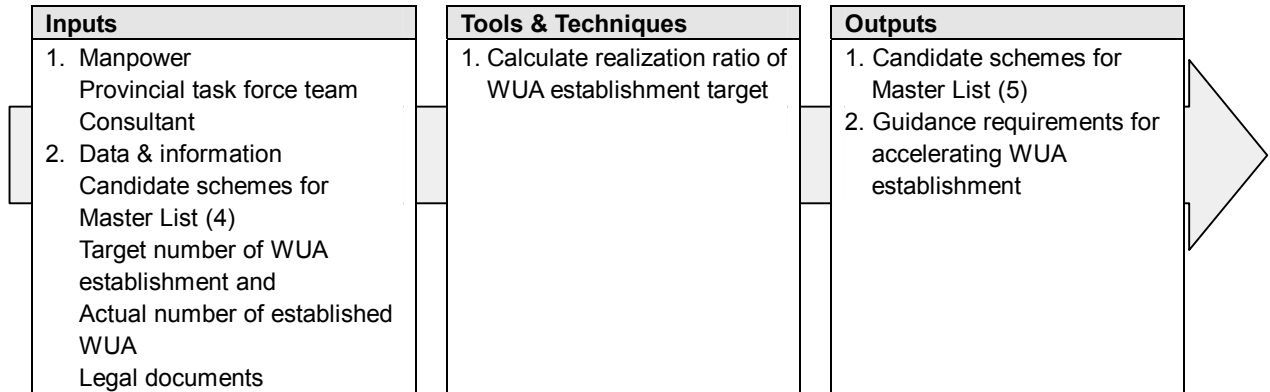 Inputs
1. Manpower
Provincial task force team
Consultant
2. Data & information
Candidate schemes for
Master List (4)
Target number of WUA
establishment and
Actual number of established
WUA
Legal documents
Tools & Techniques
1. Calculate realization ratio of
WUA establishment target
Outputs
1. Candidate schemes for
Master List (5)
2. Guidance requirements for
accelerating WUA
establishment